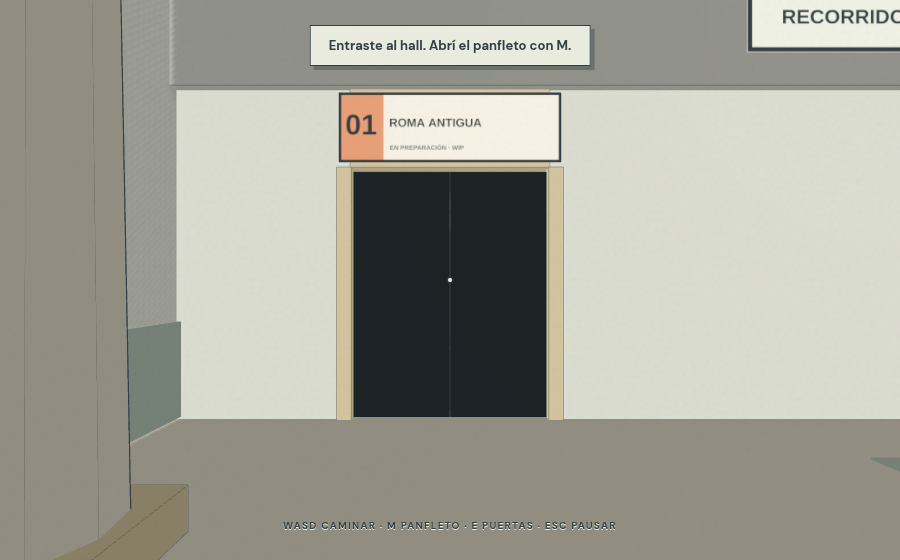 Entraste al hall. Abrí el panfleto con M.
RECORRIDO
01
ROMA ANTIGUA
EN PREPARACIÓN · WIP
WASD CAMINAR · M PANFLETO · E PUERTAS · ESC PAUSAR